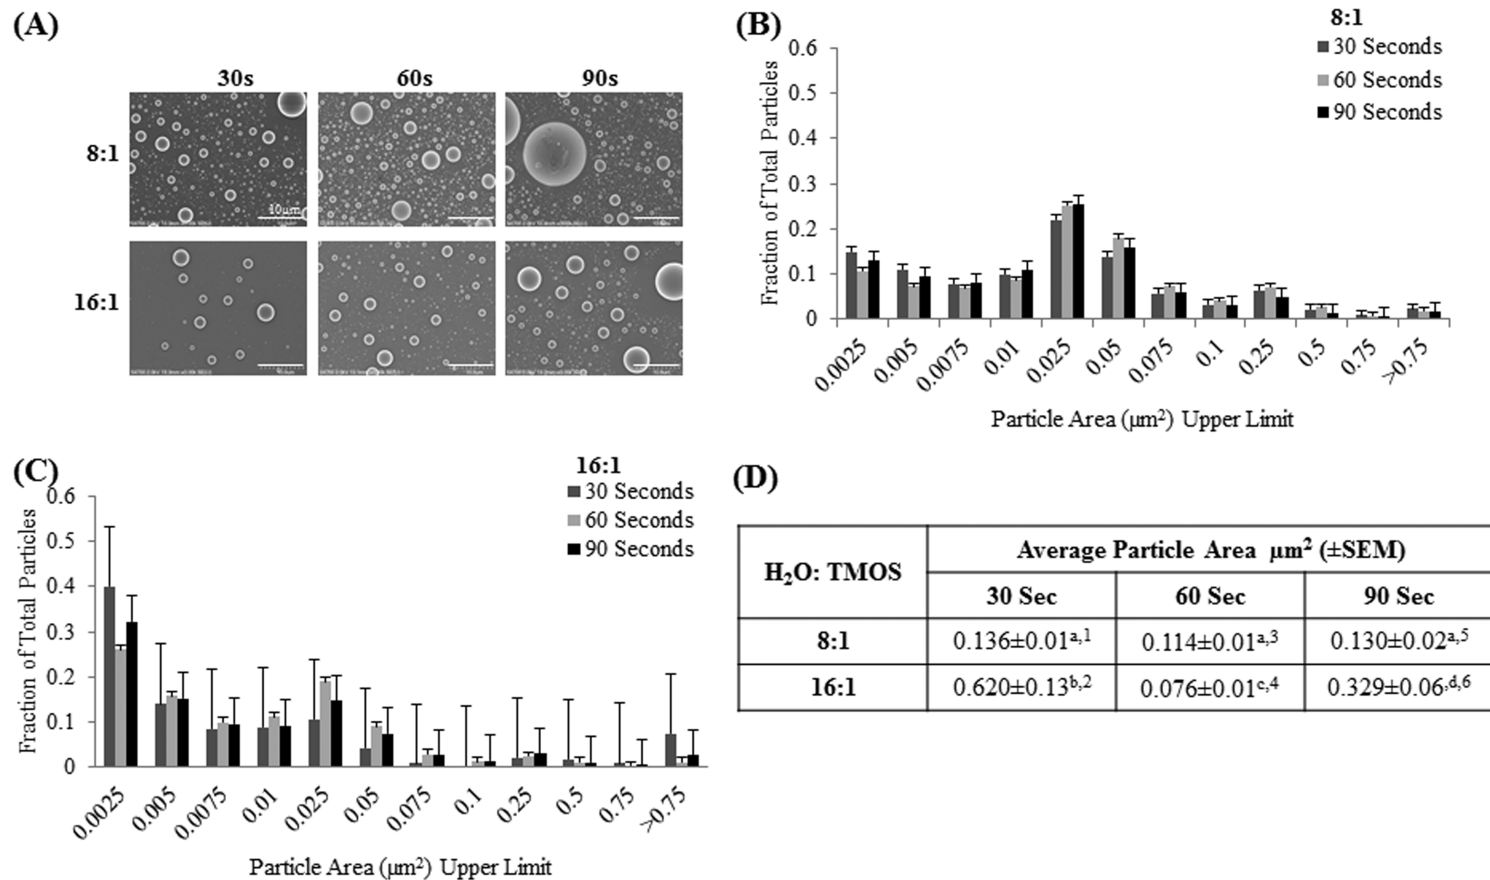 (A)
30s 60s 90s
8:1
10µm
16:1
(B)
8:1
30 Seconds
60 Seconds
90 Seconds
Fraction of Total Particles
0.6
0.5
0.4
0.3
0.2
0.1
0
0.0025 0.005 0.0075 0.01 0.025 0.05 0.075 0.1 0.25 0.5 0.75 >0.75
Particle Area (µm²) Upper Limit
(C)
16:1
30 Seconds
60 Seconds
90 Seconds
Fraction of Total Particles
0.6
0.5
0.4
0.3
0.2
0.1
0
0.0025 0.005 0.0075 0.01 0.025 0.05 0.075 0.1 0.25 0.5 0.75 >0.75
Particle Area (µm²) Upper Limit
(D)
H₂O: TMOS
Average Particle Area µm² (±SEM)
30 Sec 60 Sec 90 Sec
8:1 0.136±0.01ᵃ,¹ 0.114±0.01ᵃ,³ 0.130±0.02ᵃ,⁵
16:1 0.620±0.13ᵇ,² 0.076±0.01ᶜ,⁴ 0.329±0.06,ᵈ,⁶